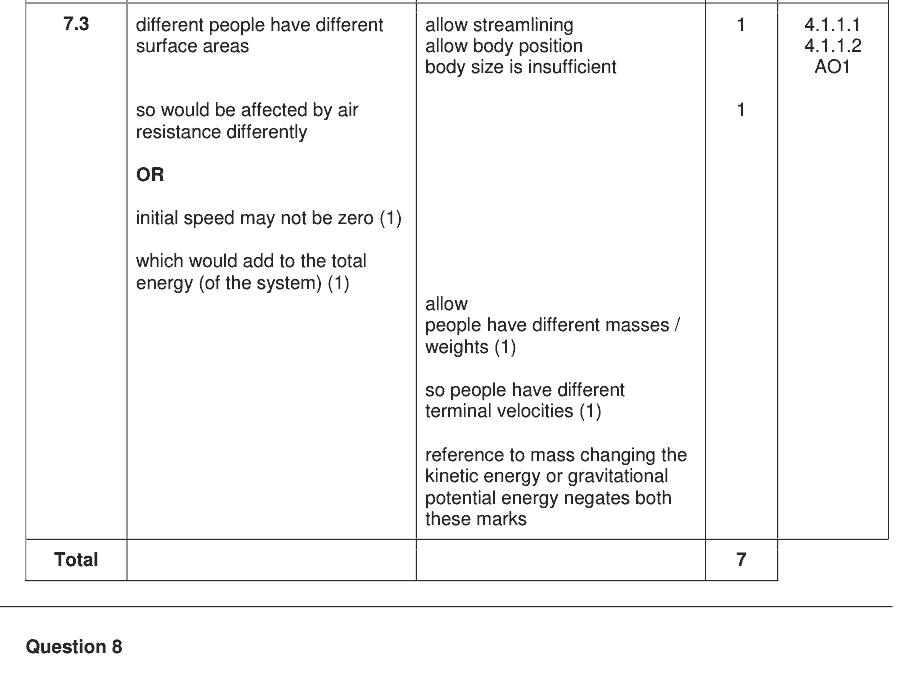 7.3
different people have different
surface areas
allow streamlining
allow body position
body size is insufficient
1
4.1.1.1
4.1.1.2
AO1
so would be affected by air
resistance differently
1
OR
initial speed may not be zero (1)
which would add to the total
energy (of the system) (1)
allow
people have different masses /
weights (1)
so people have different
terminal velocities (1)
reference to mass changing the
kinetic energy or gravitational
potential energy negates both
these marks
Total
7
Question 8